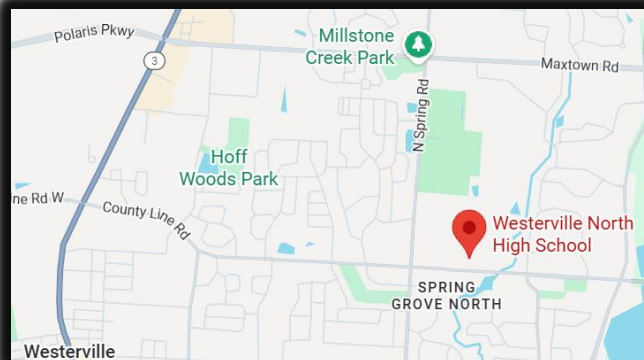 Polaris Pkwy
3
Millstone
Creek Park
Maxtown Rd
N Spring Rd
Hoff
Woods Park
ne Rd W
County Line Rd
Westerville North
High School
SPRING
GROVE NORTH
Westerville